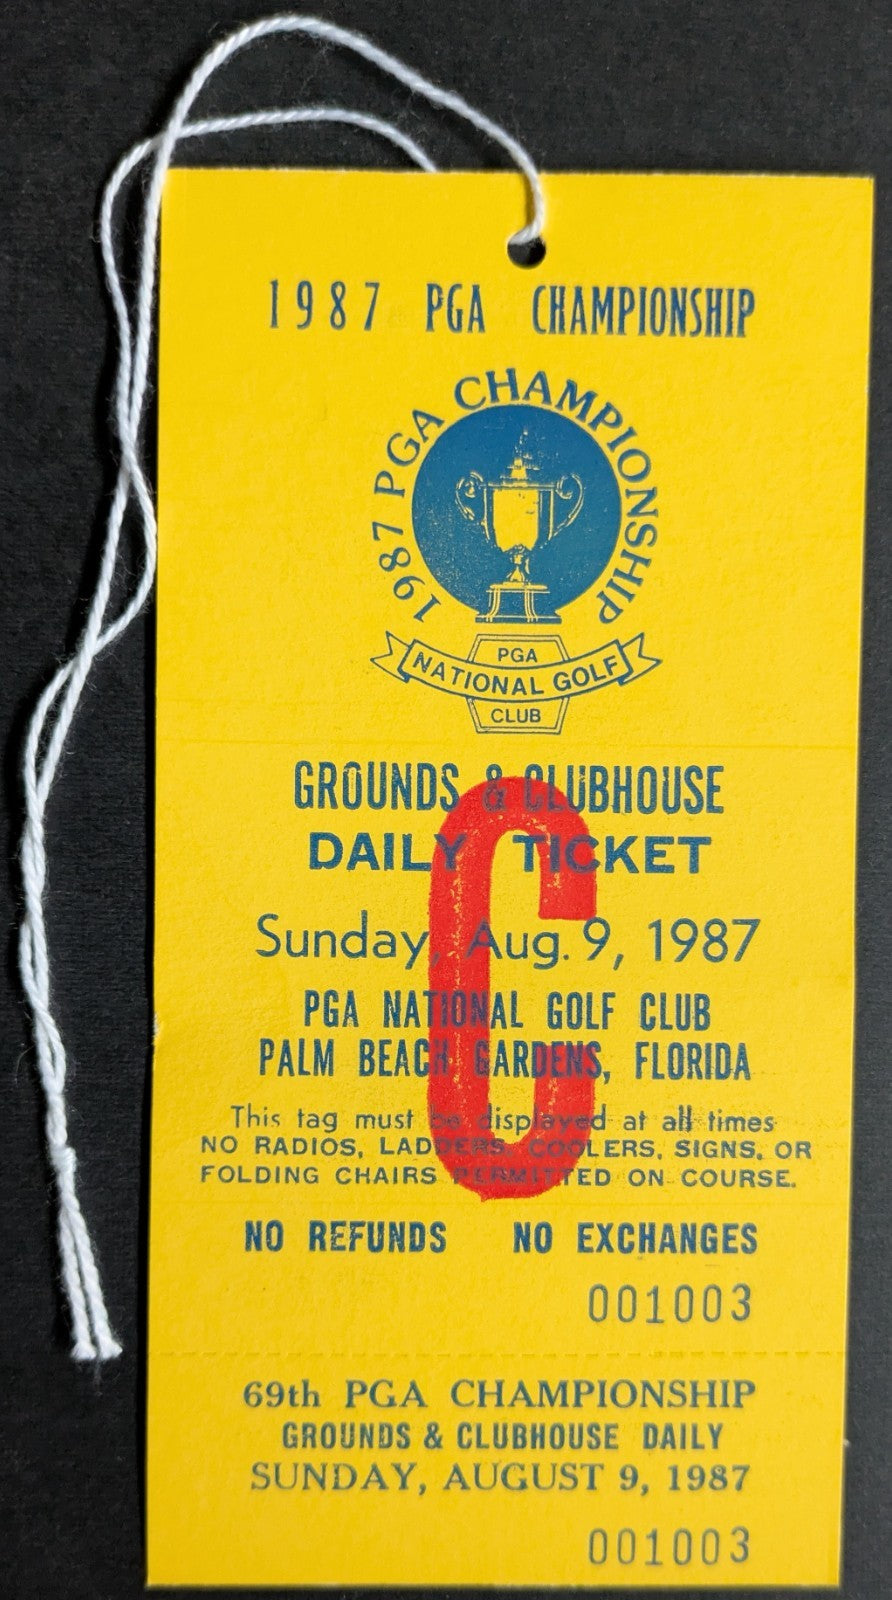 1987 PGA CHAMPIONSHIP
1987 PGA CHAMPIONSHIP
PGA
NATIONAL GOLF
CLUB
GROUNDS & CLUBHOUSE
DAILY TICKET
C
Sunday, Aug. 9, 1987
PGA NATIONAL GOLF CLUB
PALM BEACH GARDENS, FLORIDA
This tag must be displayed at all times
NO RADIOS, LADDERS, COOLERS, SIGNS, OR
FOLDING CHAIRS PERMITTED ON COURSE.
NO REFUNDS NO EXCHANGES
001003
69th PGA CHAMPIONSHIP
GROUNDS & CLUBHOUSE DAILY
SUNDAY, AUGUST 9, 1987
001003